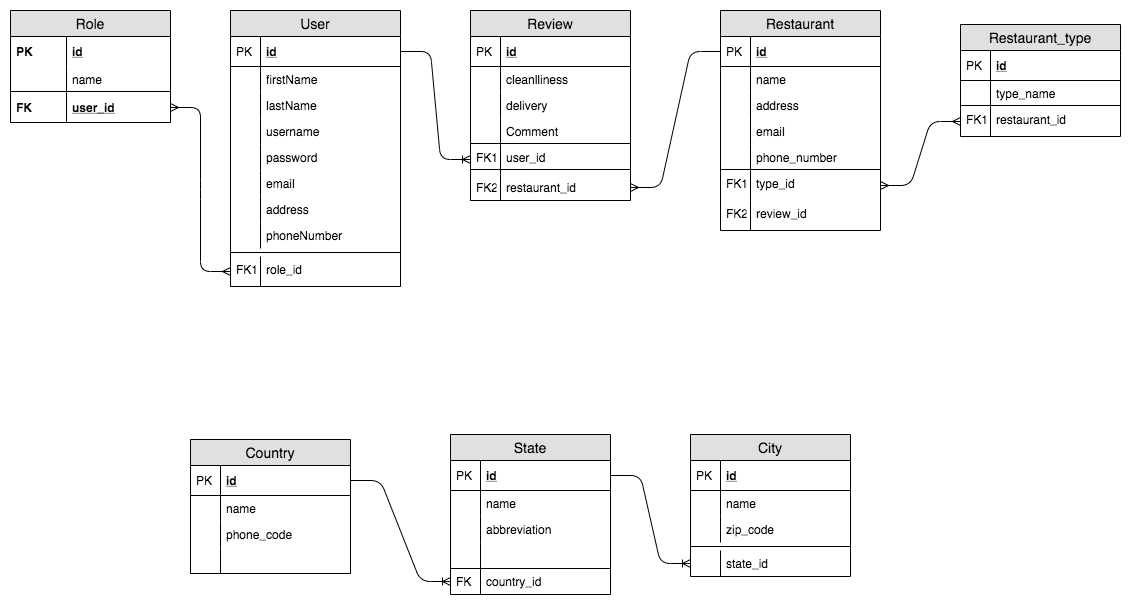 Role
PK id
name
FK user_id
User
PK id
firstName
lastName
username
password
email
address
phoneNumber
FK1 role_id
Review
PK id
cleanlliness
delivery
Comment
FK1 user_id
FK2 restaurant_id
Restaurant
PK id
name
address
email
phone_number
FK1 type_id
FK2 review_id
Restaurant_type
PK id
type_name
FK1 restaurant_id
Country
PK id
name
phone_code
State
PK id
name
abbreviation
FK country_id
City
PK id
name
zip_code
state_id